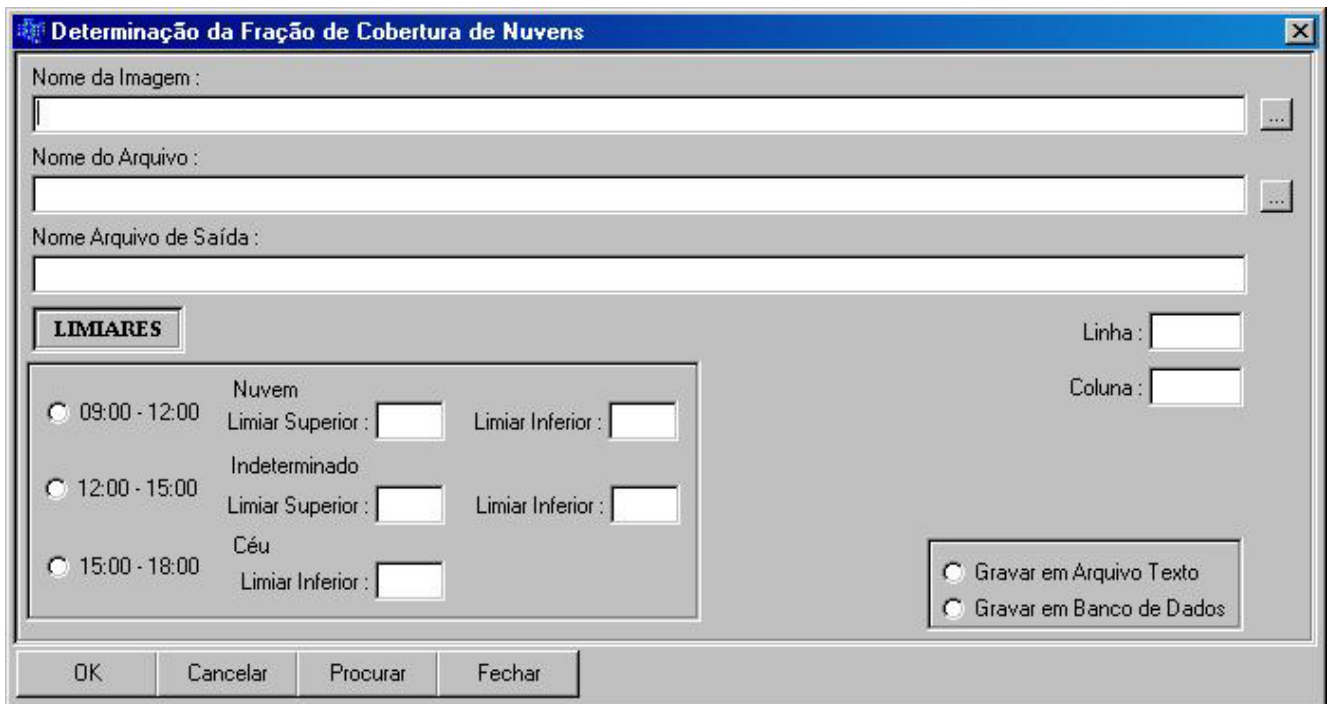 Determinação da Fração de Cobertura de Nuvens
Nome da Imagem :
...
Nome do Arquivo :
...
Nome Arquivo de Saída :
LIMIARES
Linha :
Coluna :
09:00 - 12:00
Nuvem
Limiar Superior :
Limiar Inferior :
12:00 - 15:00
Indeterminado
Limiar Superior :
Limiar Inferior :
15:00 - 18:00
Céu
Limiar Inferior :
Gravar em Arquivo Texto
Gravar em Banco de Dados
OK
Cancelar
Procurar
Fechar